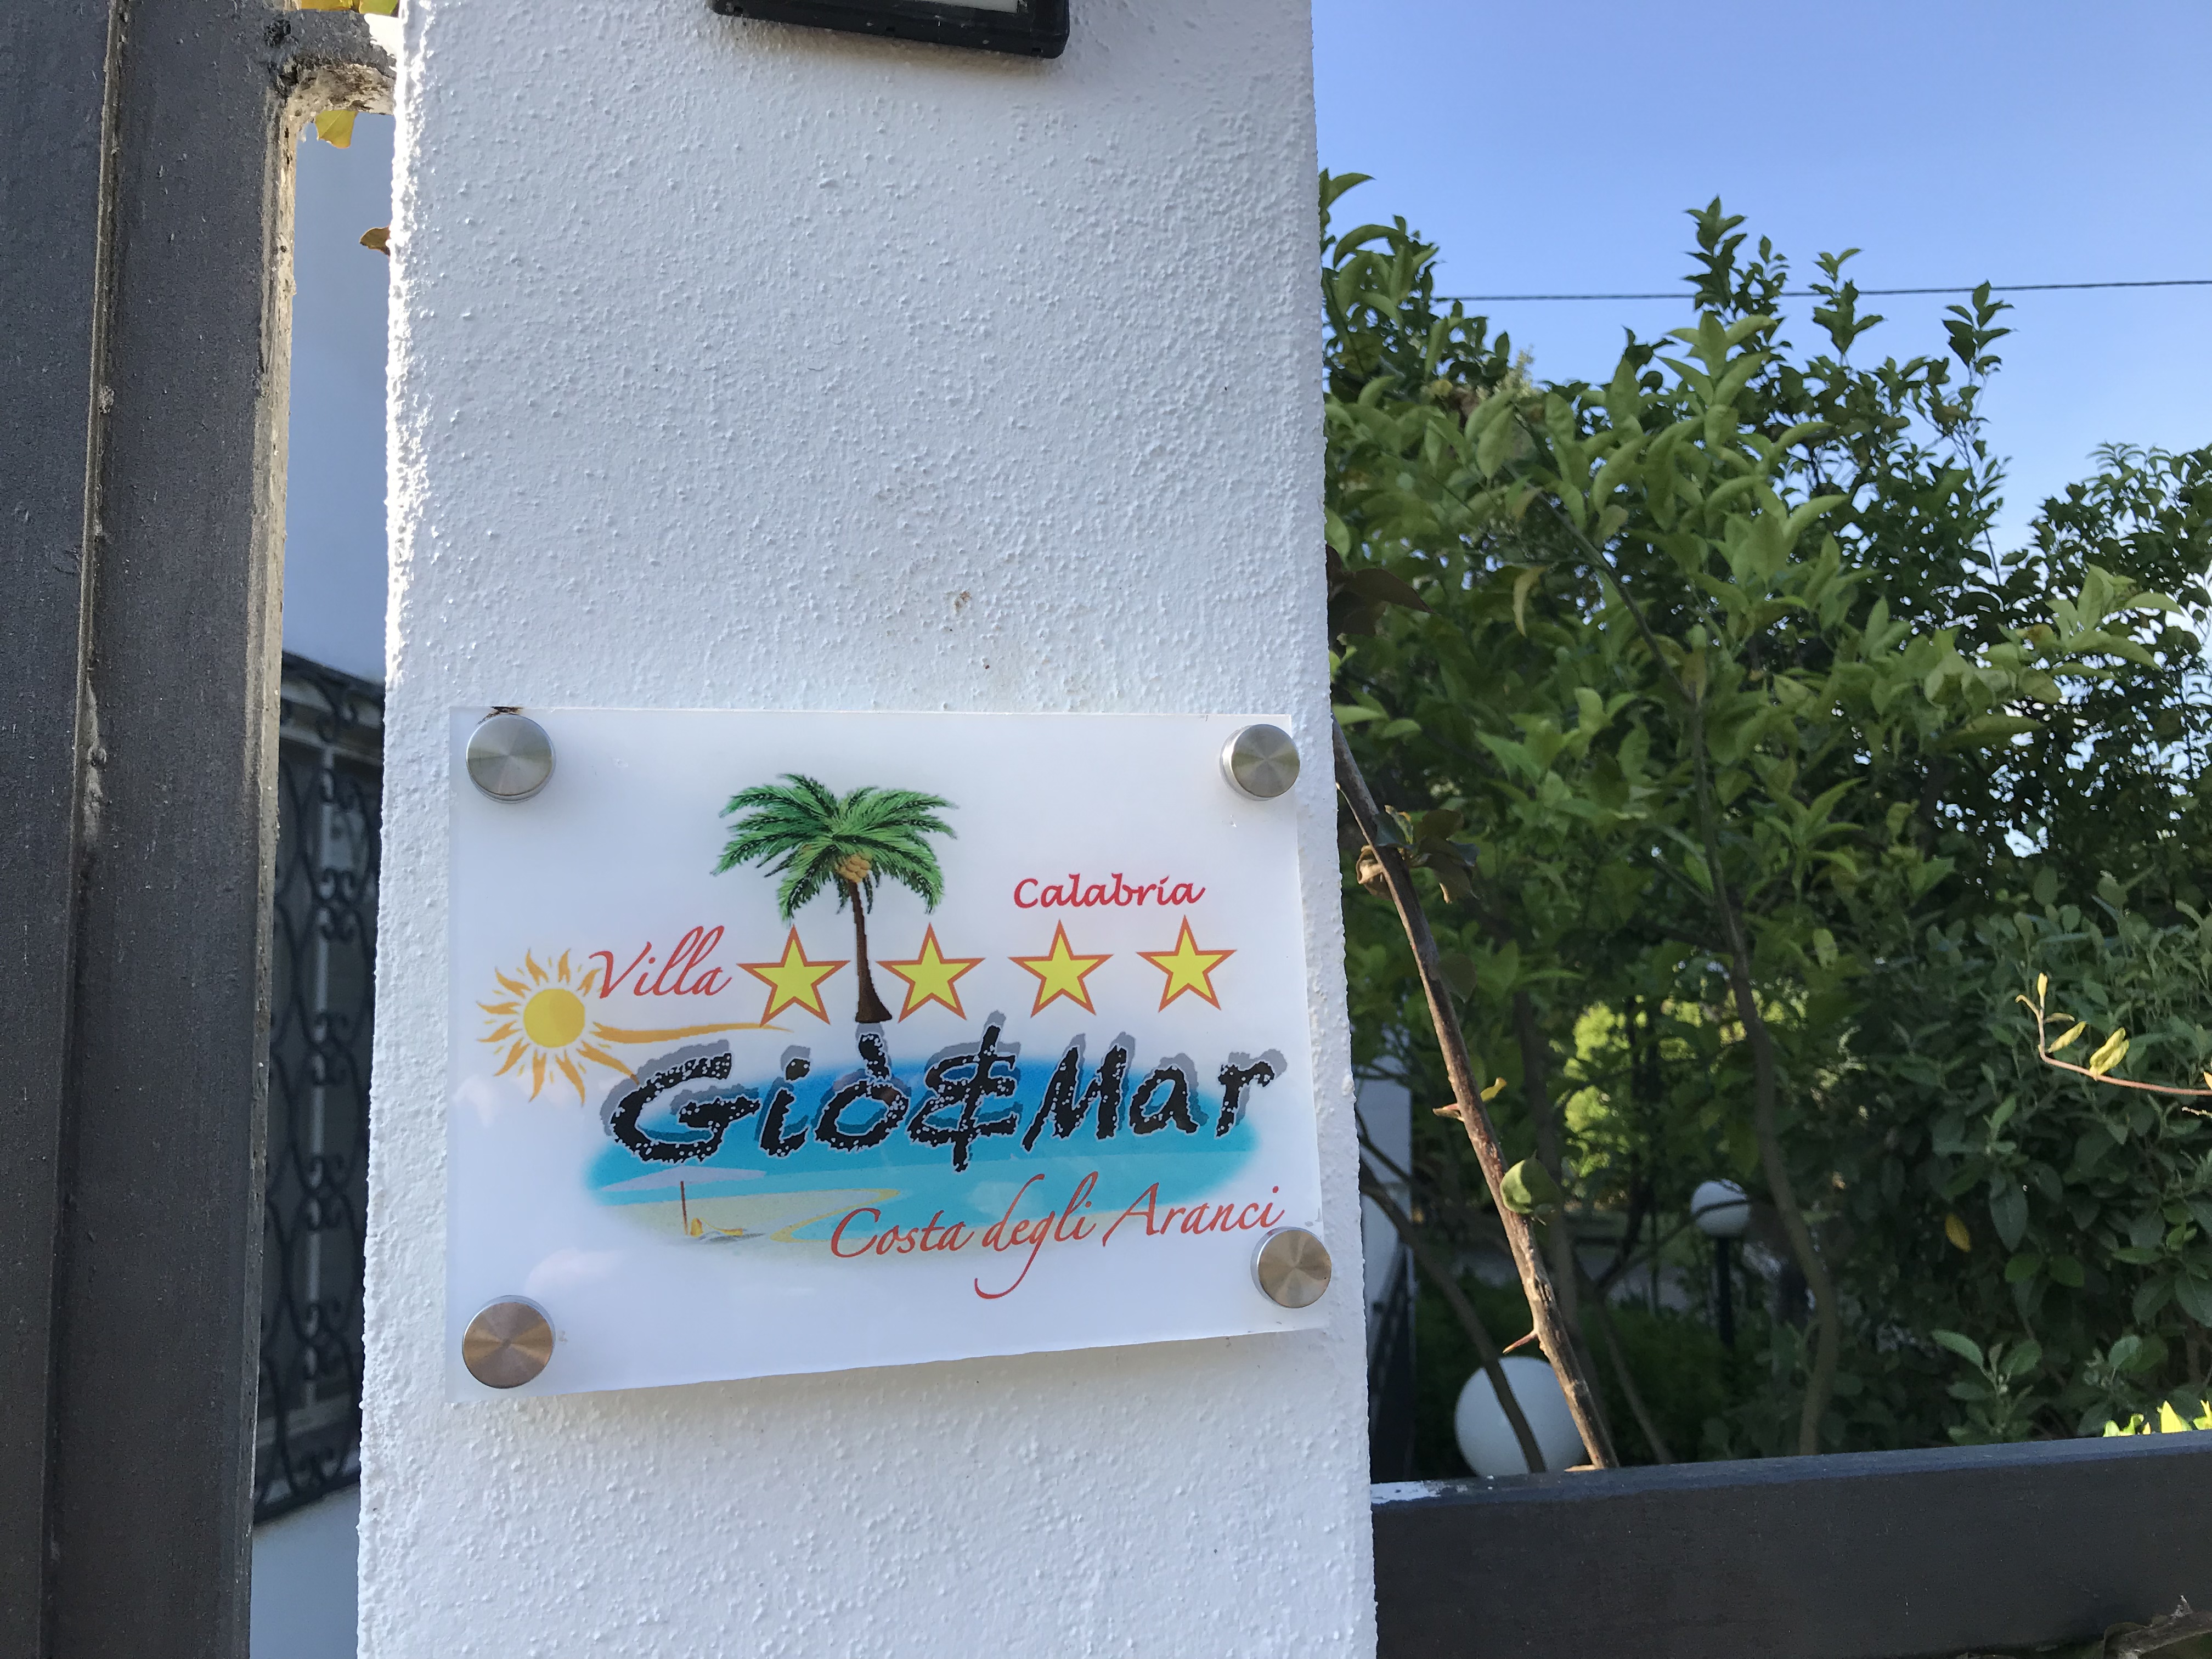 Calabria
Villa
Giò&Mar
Costa degli Aranci